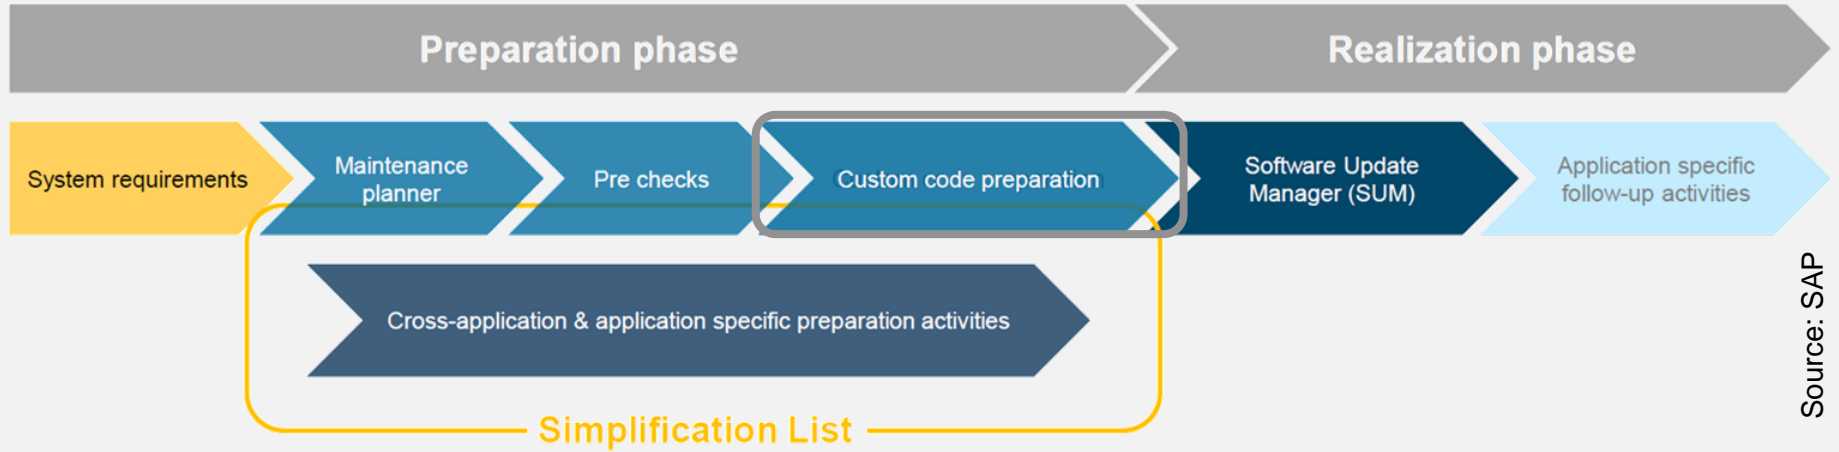 Preparation phase
Realization phase
System requirements
Maintenance
planner
Pre checks
Custom code preparation
Software Update
Manager (SUM)
Application specific
follow-up activities
Cross-application & application specific preparation activities
Simplification List
Source: SAP